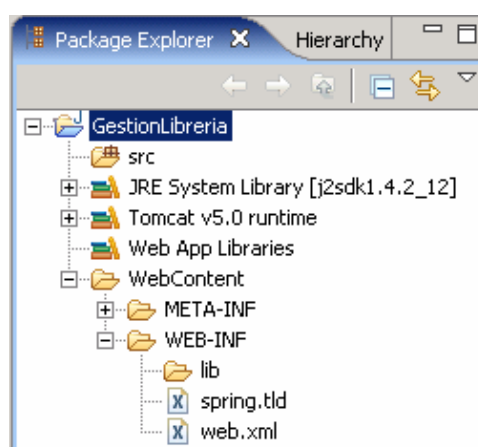 Package Explorer Hierarchy
GestionLibreria
src
JRE System Library [j2sdk1.4.2_12]
Tomcat v5.0 runtime
Web App Libraries
WebContent
META-INF
WEB-INF
lib
spring.tld
web.xml